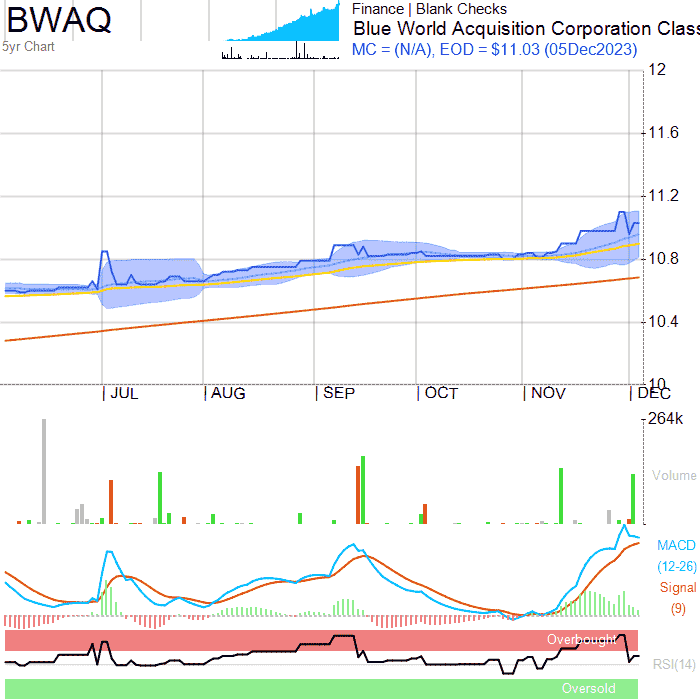 BWAQ
5yr Chart
Finance | Blank Checks
Blue World Acquisition Corporation Class
MC = (N/A), EOD = $11.03 (05Dec2023)
12
11.6
11.2
10.8
10.4
10
JUL
AUG
SEP
OCT
NOV
DEC
264k
Volume
MACD
(12-26)
Signal
(9)
Overbought
RSI(14)
Oversold